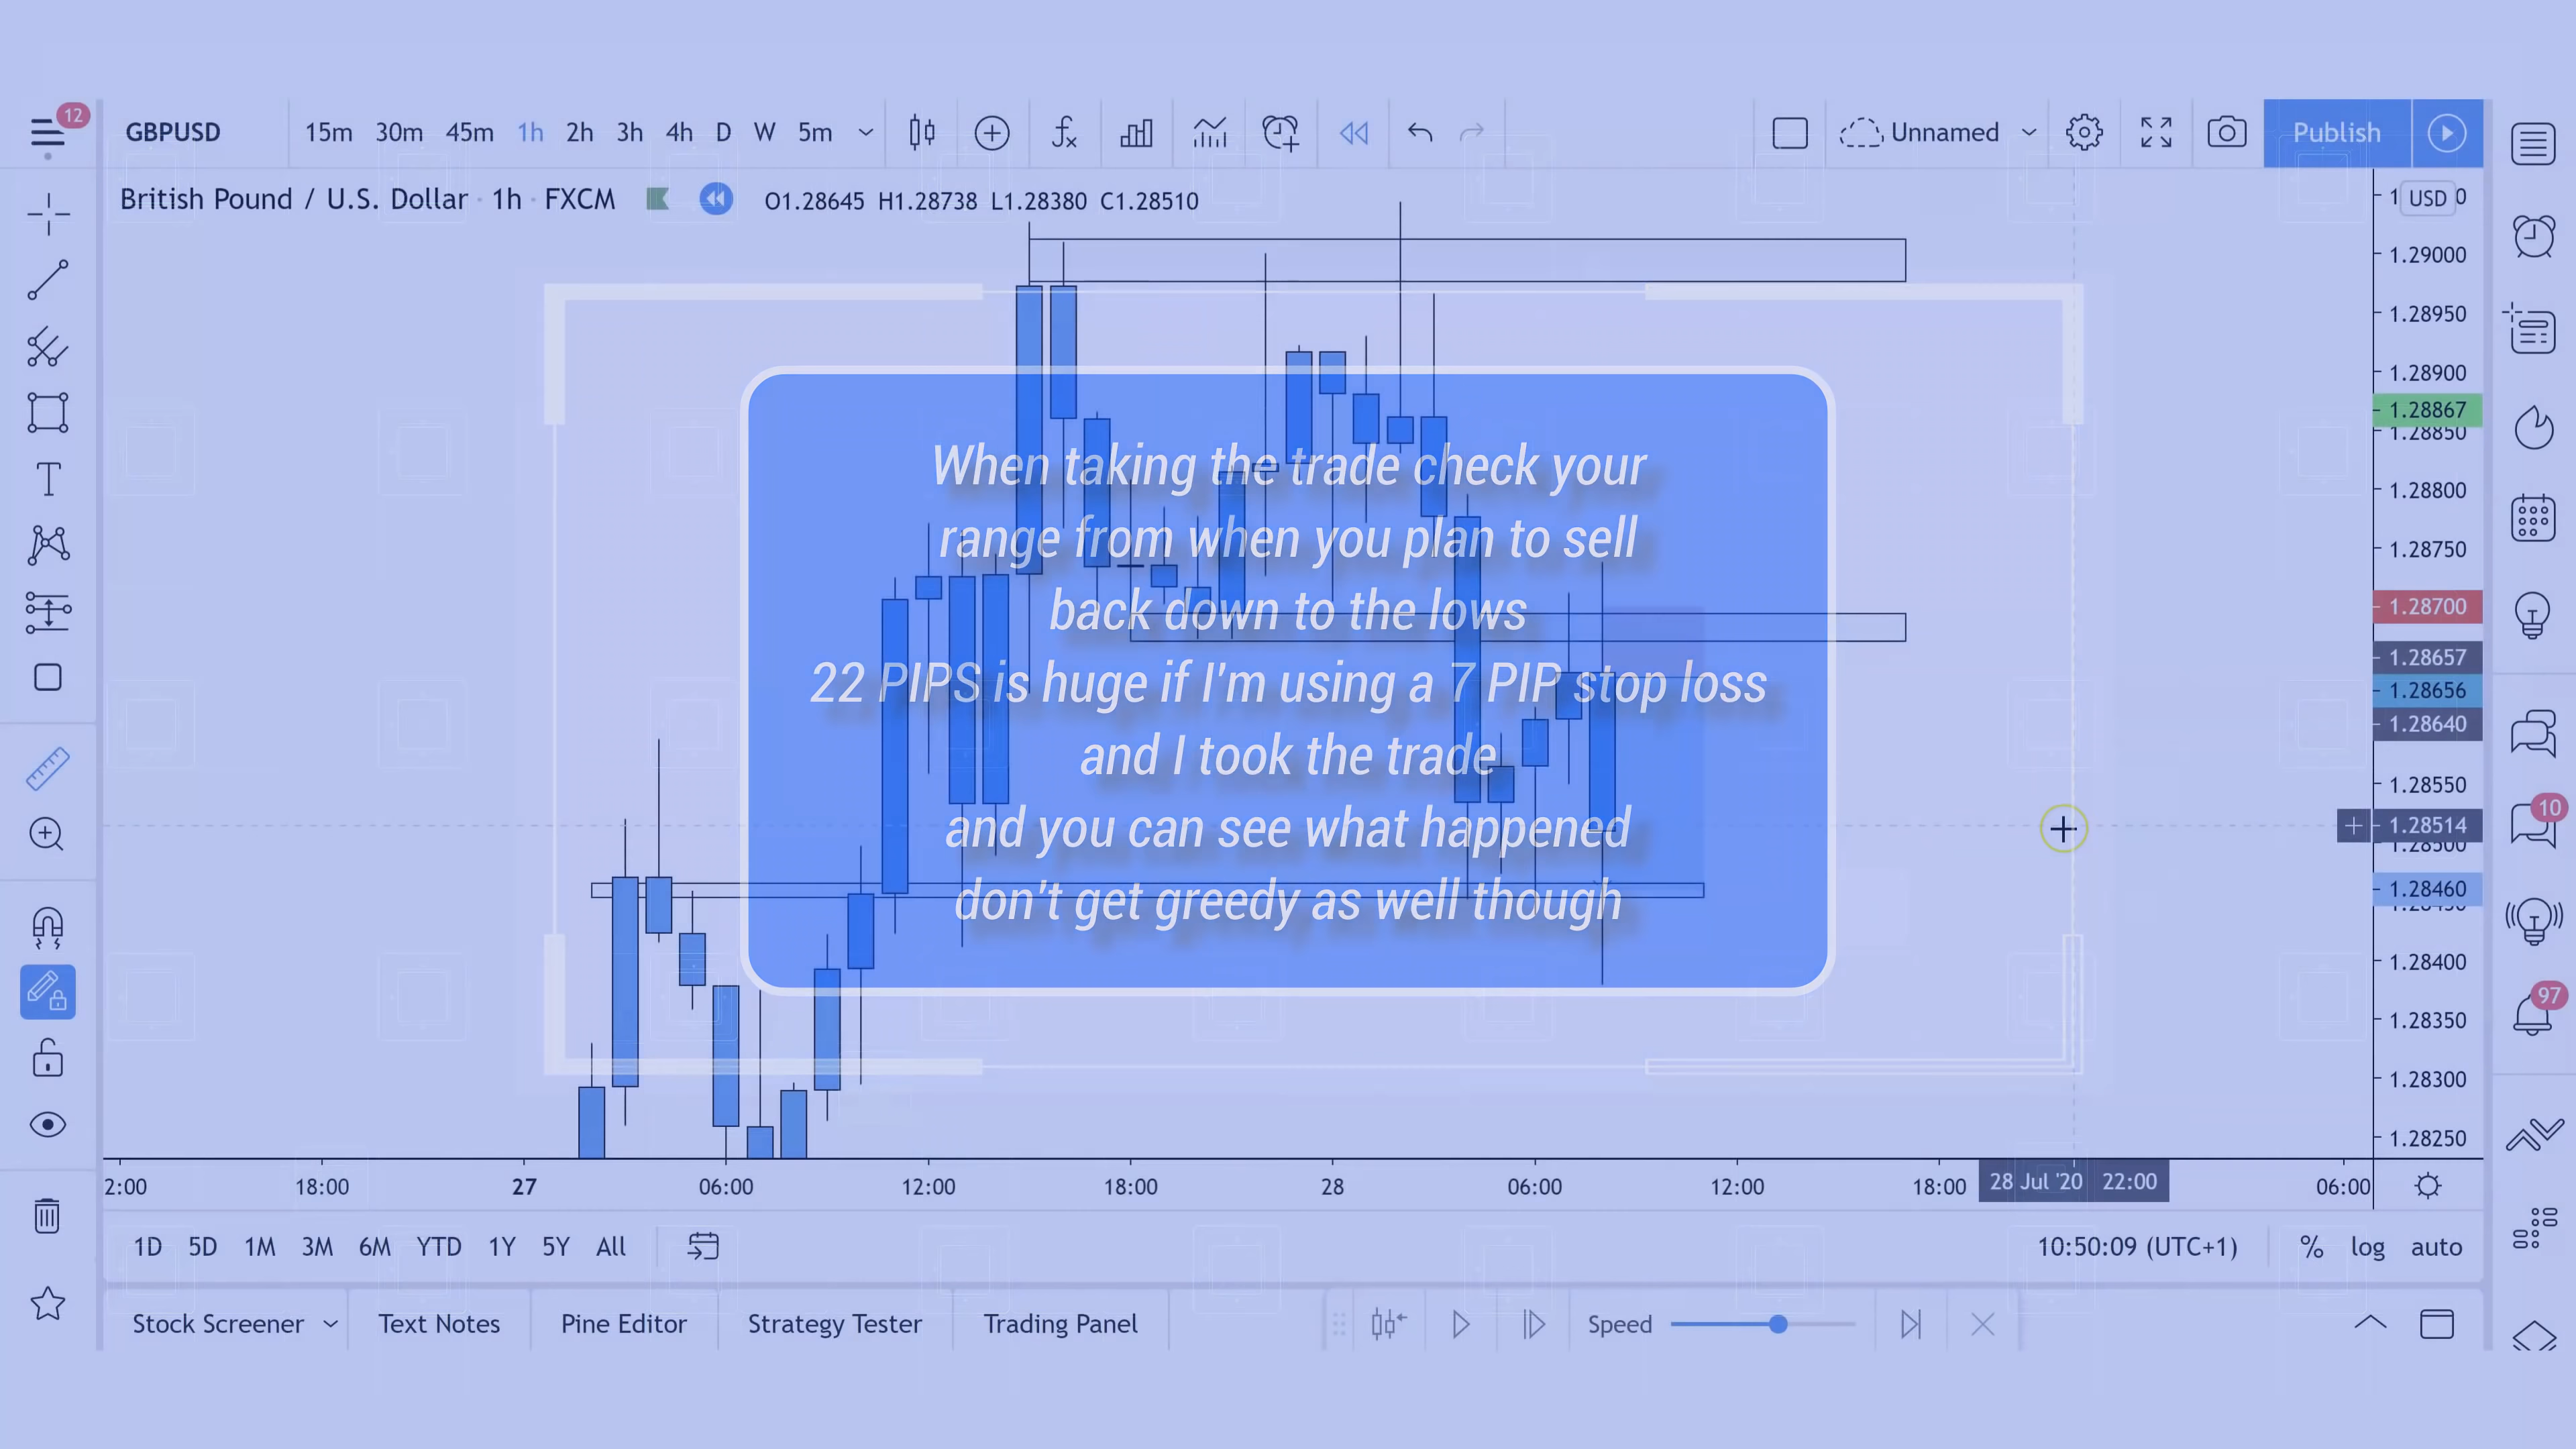 12
GBPUSD
15m 30m 45m 1h 2h 3h 4h D W 5m
Unnamed
Publish
British Pound / U.S. Dollar · 1h · FXCM
O1.28645 H1.28738 L1.28380 C1.28510
USD
1.29000
1.28950
1.28900
1.28867
1.28850
1.28800
1.28750
1.28700
1.28657
1.28656
1.28640
1.28550
1.28514
1.28500
1.28460
1.28400
1.28350
1.28300
1.28250
10
97
When taking the trade check your
range from when you plan to sell
back down to the lows
22 PIPS is huge if I'm using a 7 PIP stop loss
and I took the trade
and you can see what happened
don't get greedy as well though
2:00 18:00 27 06:00 12:00 18:00 28 06:00 12:00 18:00 28 Jul '20 22:00 06:00
1D 5D 1M 3M 6M YTD 1Y 5Y All
10:50:09 (UTC+1) % log auto
Stock Screener Text Notes Pine Editor Strategy Tester Trading Panel
Speed